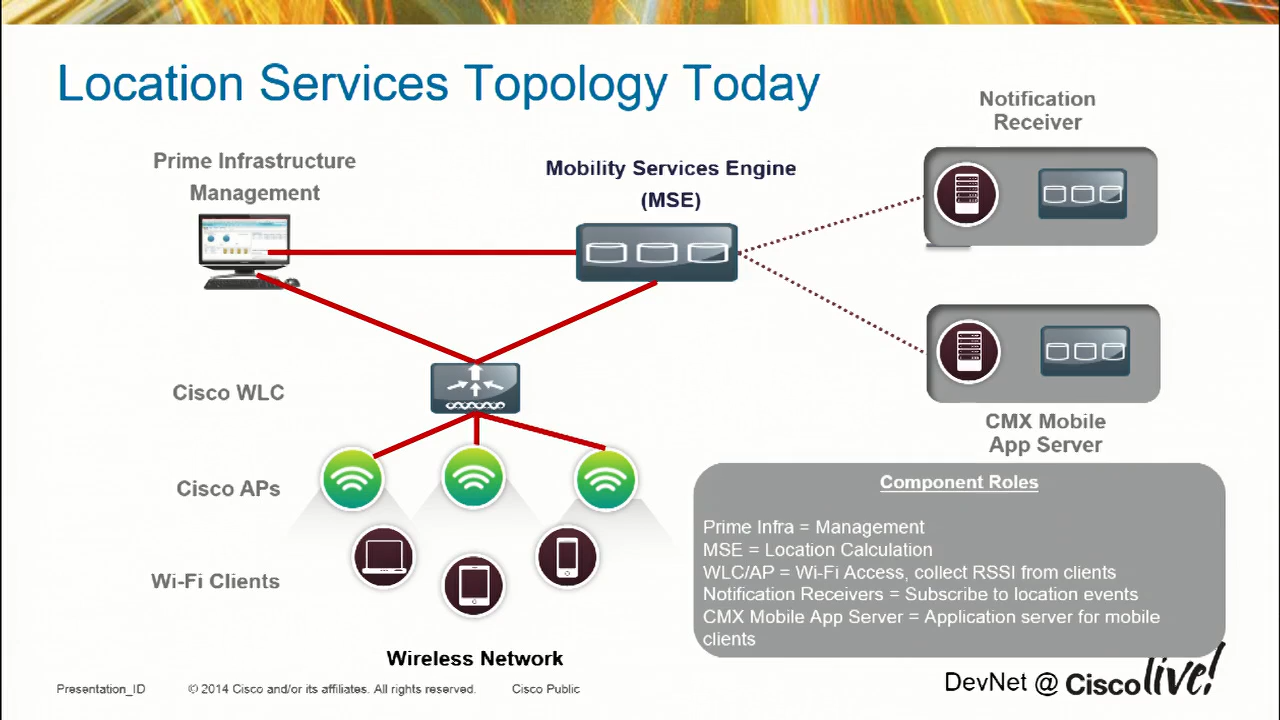 Location Services Topology Today
Notification
Receiver
Prime Infrastructure
Management
Mobility Services Engine
(MSE)
Cisco WLC
CMX Mobile
App Server
Cisco APs
Wi-Fi Clients
Wireless Network
Component Roles
Prime Infra = Management
MSE = Location Calculation
WLC/AP = Wi-Fi Access, collect RSSI from clients
Notification Receivers = Subscribe to location events
CMX Mobile App Server = Application server for mobile
clients
Presentation_ID
© 2014 Cisco and/or its affiliates. All rights reserved.
Cisco Public
DevNet @ Cisco live!